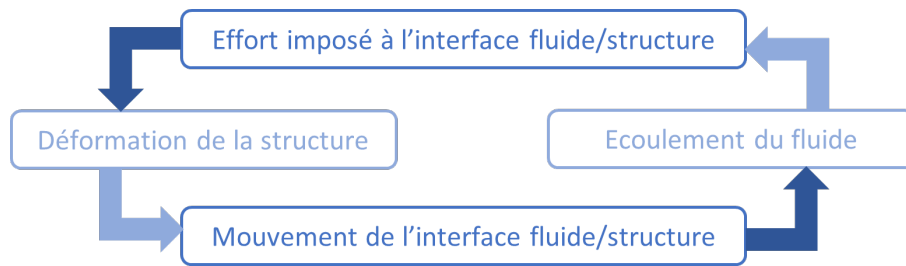 Effort imposé à l'interface fluide/structure
Déformation de la structure
Ecoulement du fluide
Mouvement de l'interface fluide/structure